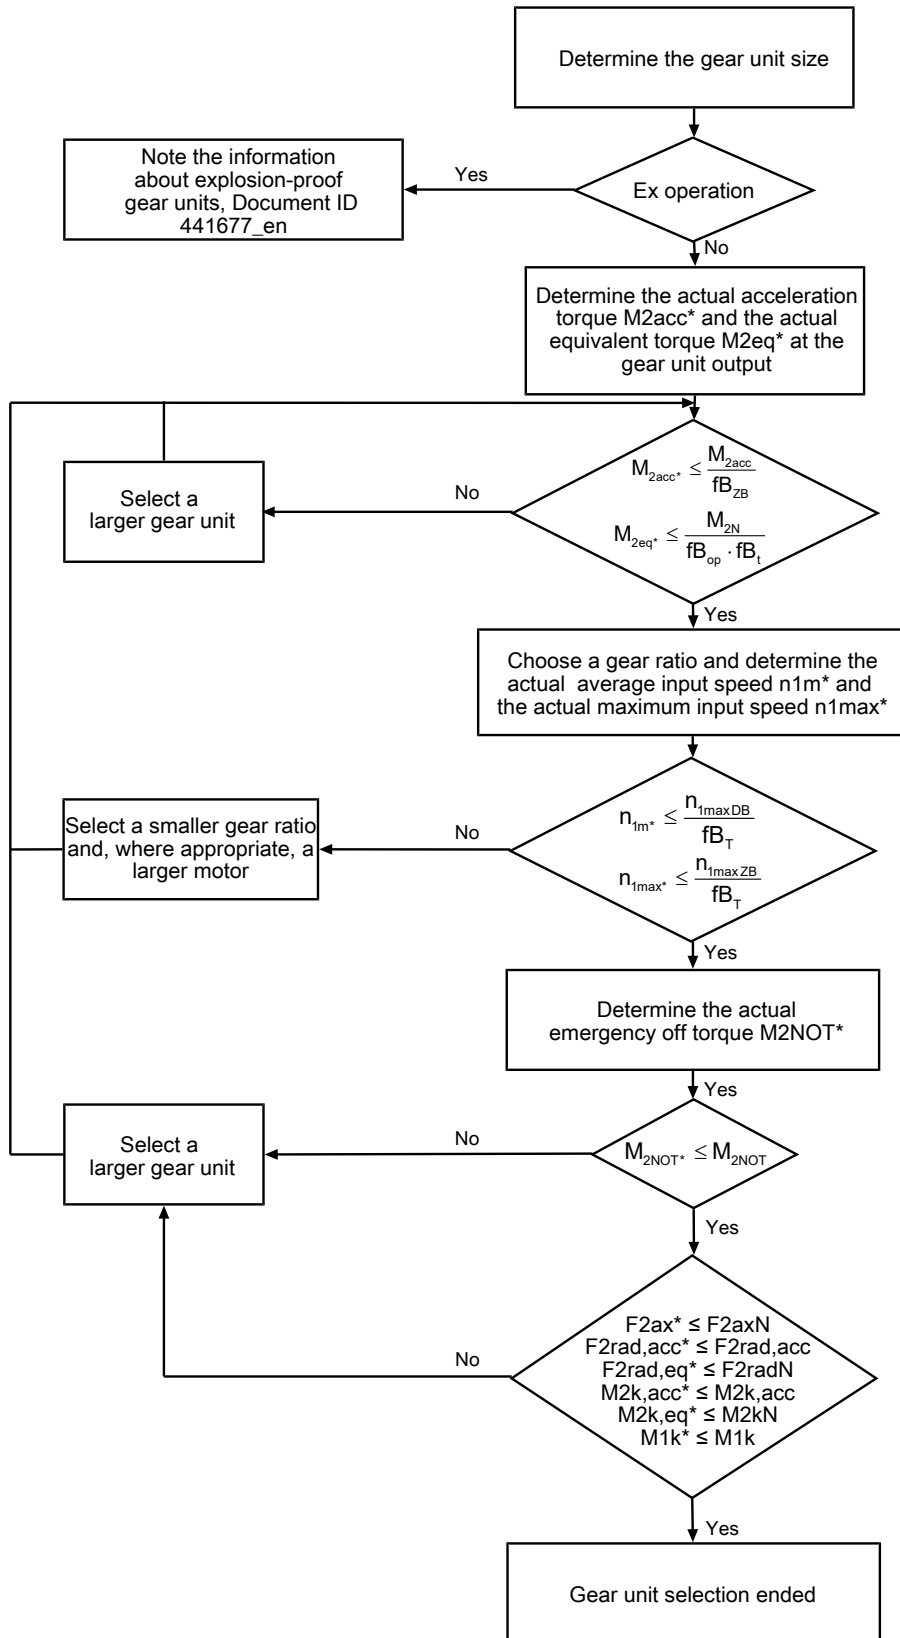 Determine the gear unit size
Note the information
about explosion-proof
gear units, Document ID
441677_en
Yes
Ex operation
No
Determine the actual acceleration
torque M2acc* and the actual
equivalent torque M2eq* at the
gear unit output
Select a
larger gear unit
No
M2acc* ≤ M2acc / fBZB
M2eq* ≤ M2N / fBop · fBt
Yes
Choose a gear ratio and determine the
actual average input speed n1m* and
the actual maximum input speed n1max*
Select a smaller gear ratio
and, where appropriate, a
larger motor
No
n1m* ≤ n1maxDB / fBT
n1max* ≤ n1maxZB / fBT
Yes
Determine the actual
emergency off torque M2NOT*
Yes
Select a
larger gear unit
No
M2NOT* ≤ M2NOT
Yes
No
F2ax* ≤ F2axN
F2rad,acc* ≤ F2rad,acc
F2rad,eq* ≤ F2radN
M2k,acc* ≤ M2k,acc
M2k,eq* ≤ M2kN
M1k* ≤ M1k
Yes
Gear unit selection ended